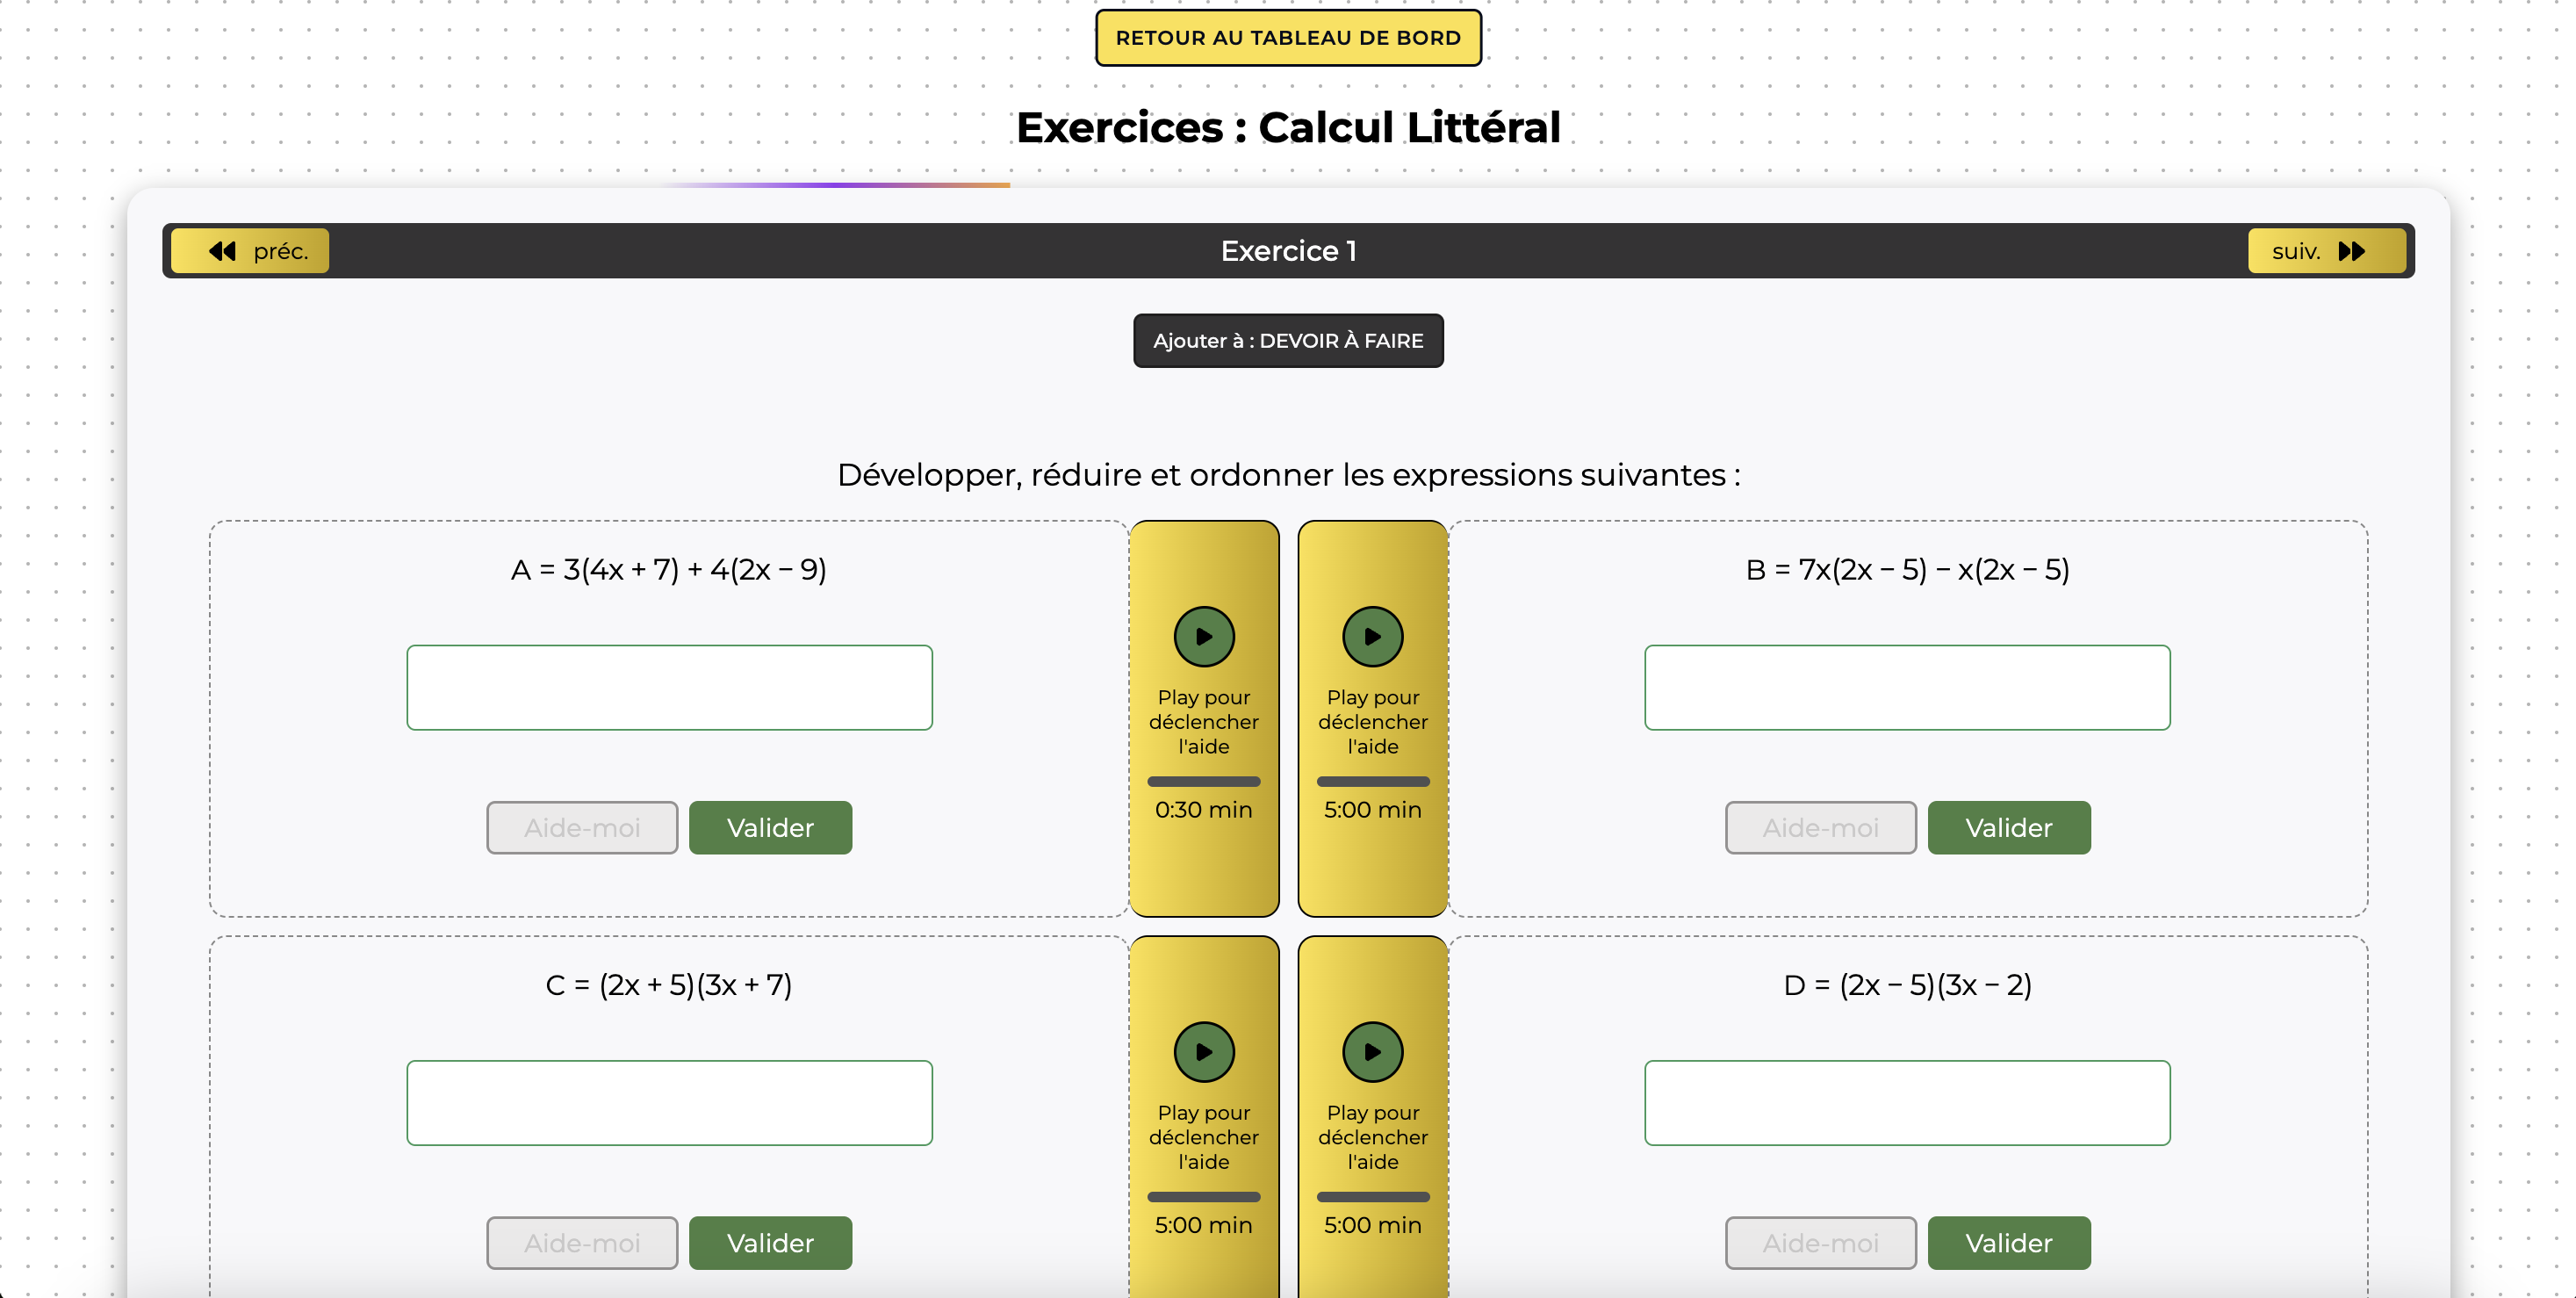 RETOUR AU TABLEAU DE BORD
Exercices : Calcul Littéral
préc.
Exercice 1
suiv.
Ajouter à : DEVOIR À FAIRE
Développer, réduire et ordonner les expressions suivantes :
A = 3(4x + 7) + 4(2x − 9)
Aide-moi
Valider
Play pour
déclencher
l'aide
0:30 min
Play pour
déclencher
l'aide
5:00 min
B = 7x(2x − 5) − x(2x − 5)
Aide-moi
Valider
C = (2x + 5)(3x + 7)
Aide-moi
Valider
Play pour
déclencher
l'aide
5:00 min
Play pour
déclencher
l'aide
5:00 min
D = (2x − 5)(3x − 2)
Aide-moi
Valider